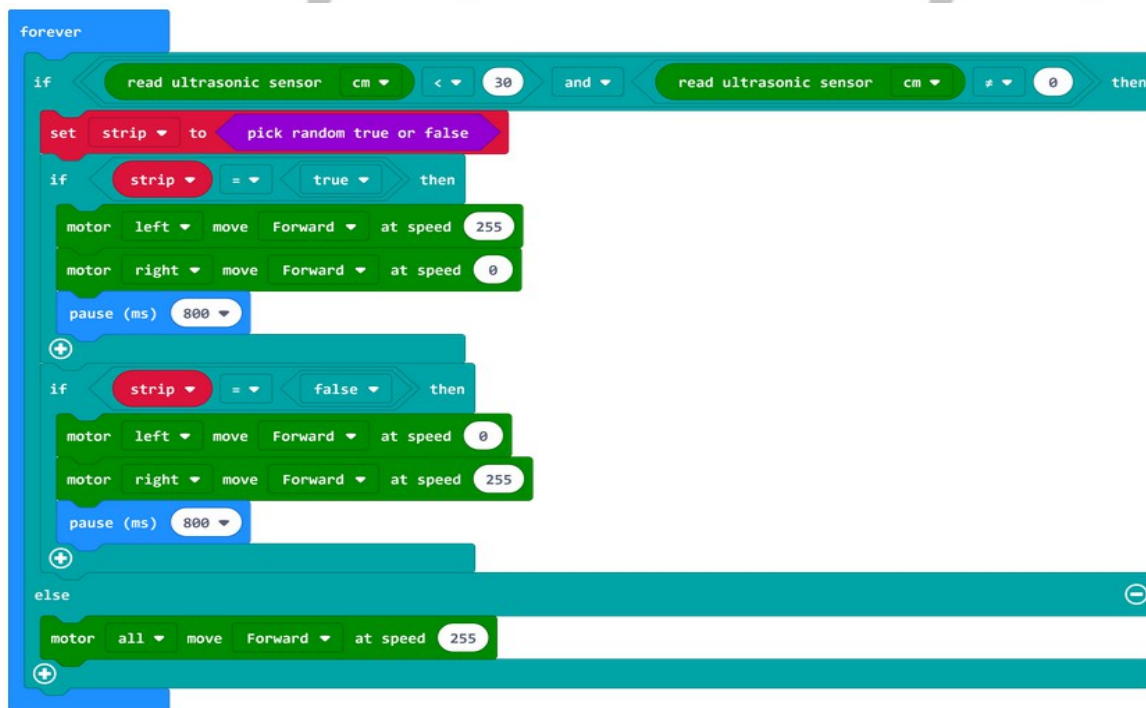 forever
if read ultrasonic sensor cm < 30 and read ultrasonic sensor cm ≠ 0 then
set strip to pick random true or false
if strip = true then
motor left move Forward at speed 255
motor right move Forward at speed 0
pause (ms) 800
if strip = false then
motor left move Forward at speed 0
motor right move Forward at speed 255
pause (ms) 800
else
motor all move Forward at speed 255